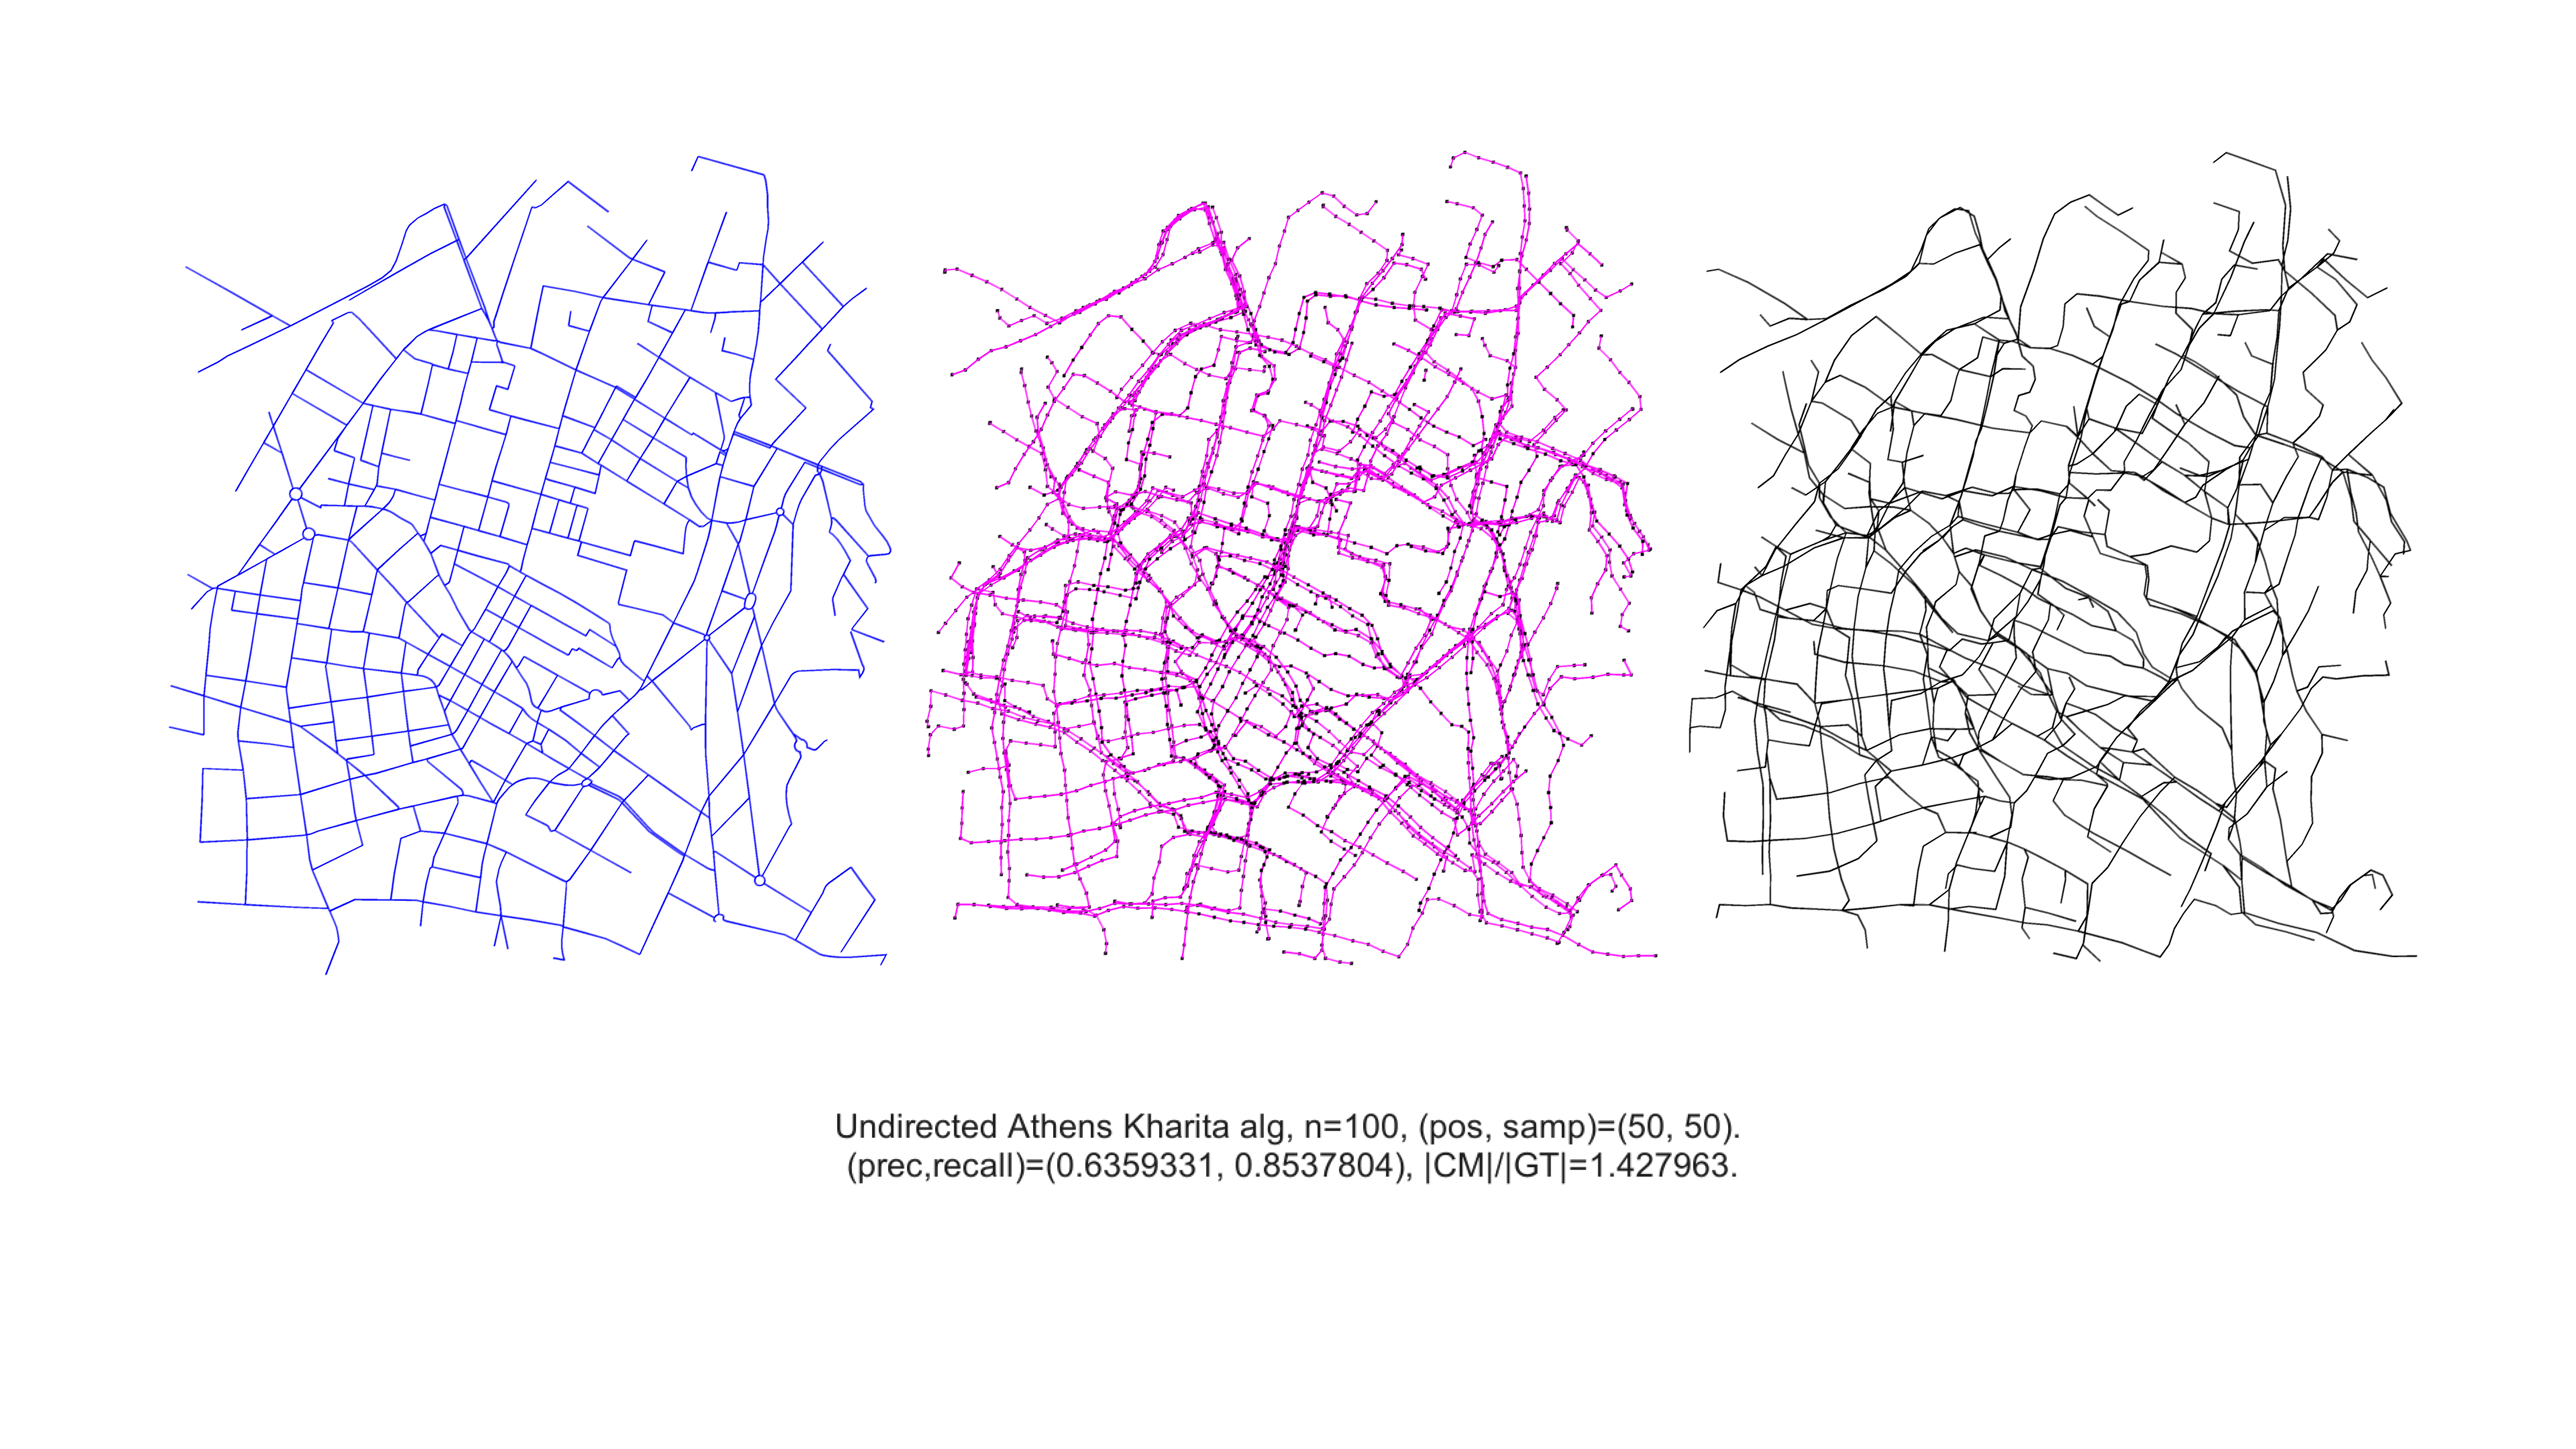 Undirected Athens Kharita alg, n=100, (pos, samp)=(50, 50).
(prec,recall)=(0.6359331, 0.8537804), |CM|/|GT|=1.427963.